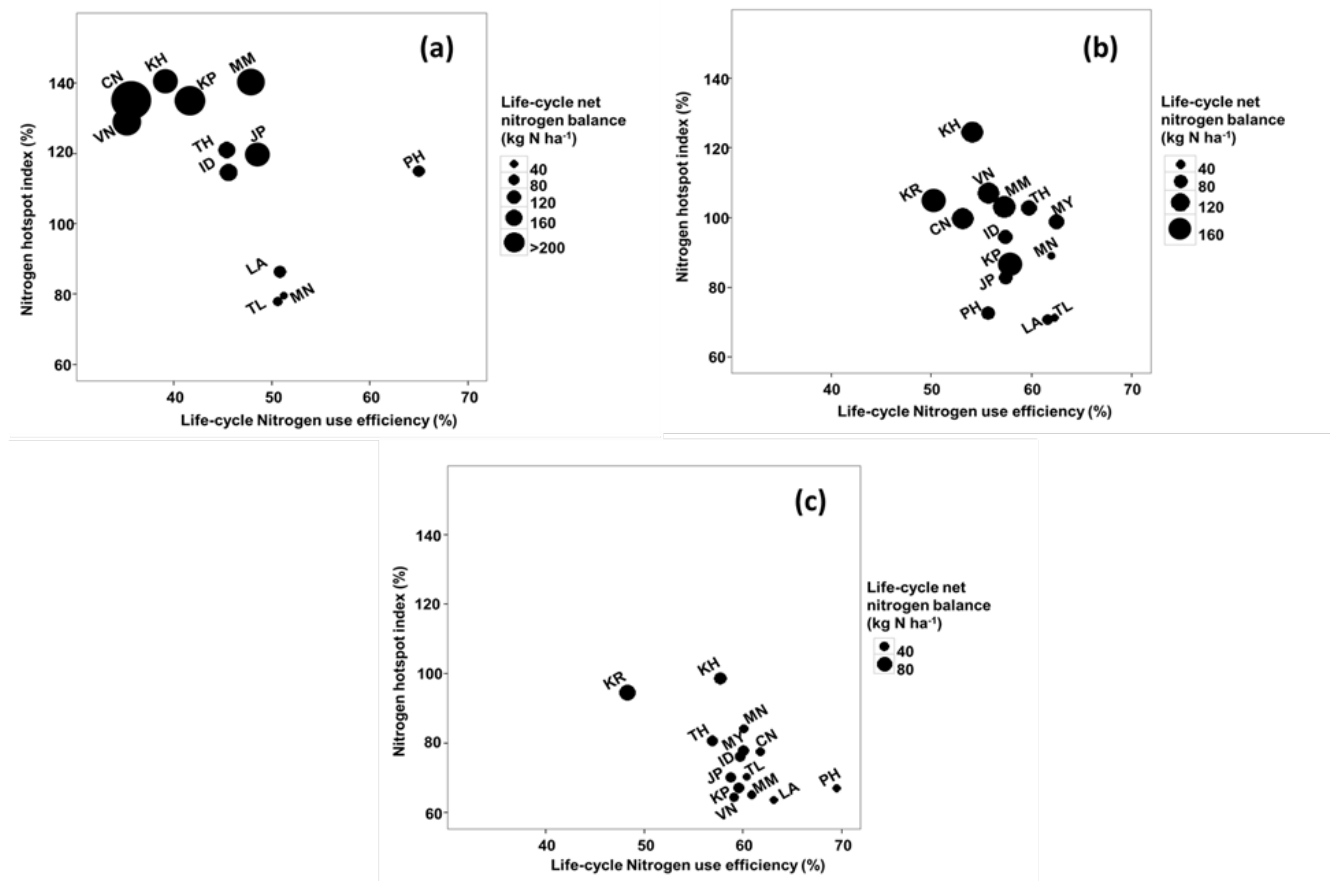 (a)
Nitrogen hotspot index (%)
140
120
100
80
60
CN
KH
KP
MM
VN
TH
JP
ID
PH
LA
TL
MN
40
50
60
70
Life-cycle Nitrogen use efficiency (%)
Life-cycle net
nitrogen balance
(kg N ha⁻¹)
40
80
120
160
>200
(b)
Nitrogen hotspot index (%)
140
120
100
80
60
KH
VN
MM
TH
MY
KR
CN
ID
MN
KP
JP
PH
LA
TL
40
50
60
70
Life-cycle Nitrogen use efficiency (%)
Life-cycle net
nitrogen balance
(kg N ha⁻¹)
40
80
120
160
(c)
Nitrogen hotspot index (%)
140
120
100
80
60
KR
KH
MN
TH
MY
CN
ID
JP
TL
KP
MM
LA
PH
VN
40
50
60
70
Life-cycle Nitrogen use efficiency (%)
Life-cycle net
nitrogen balance
(kg N ha⁻¹)
40
80